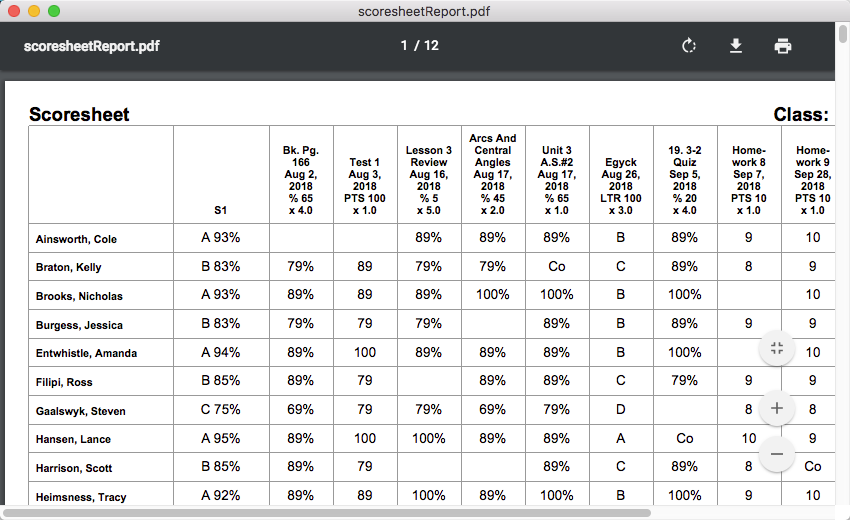 scoresheetReport.pdf
scoresheetReport.pdf 1 / 12
Scoresheet Class:
S1
Bk. Pg.
166
Aug 2,
2018
% 65
x 4.0
Test 1
Aug 3,
2018
PTS 100
x 1.0
Lesson 3
Review
Aug 16,
2018
% 5
x 5.0
Arcs And
Central
Angles
Aug 17,
2018
% 45
x 2.0
Unit 3
A.S.#2
Aug 17,
2018
% 65
x 1.0
Egyck
Aug 26,
2018
LTR 100
x 3.0
19. 3-2
Quiz
Sep 5,
2018
% 20
x 4.0
Home-
work 8
Sep 7,
2018
PTS 10
x 1.0
Home-
work 9
Sep 28,
2018
PTS 10
x 1.0
Ainsworth, Cole A 93% 89% 89% 89% B 89% 9 10
Braton, Kelly B 83% 79% 89 79% 79% Co C 89% 8 9
Brooks, Nicholas A 93% 89% 89 89% 100% 100% B 100% 10
Burgess, Jessica B 83% 79% 79 79% 89% B 89% 9 9
Entwhistle, Amanda A 94% 89% 100 89% 89% 89% B 100% 10
Filipi, Ross B 85% 89% 79 89% 89% C 79% 9 9
Gaalswyk, Steven C 75% 69% 79 79% 69% 79% D 8 8
Hansen, Lance A 95% 89% 100 100% 89% 89% A Co 10 9
Harrison, Scott B 85% 89% 79 89% C 89% 8 Co
Heimsness, Tracy A 92% 89% 89 100% 89% 100% B 100% 9 10